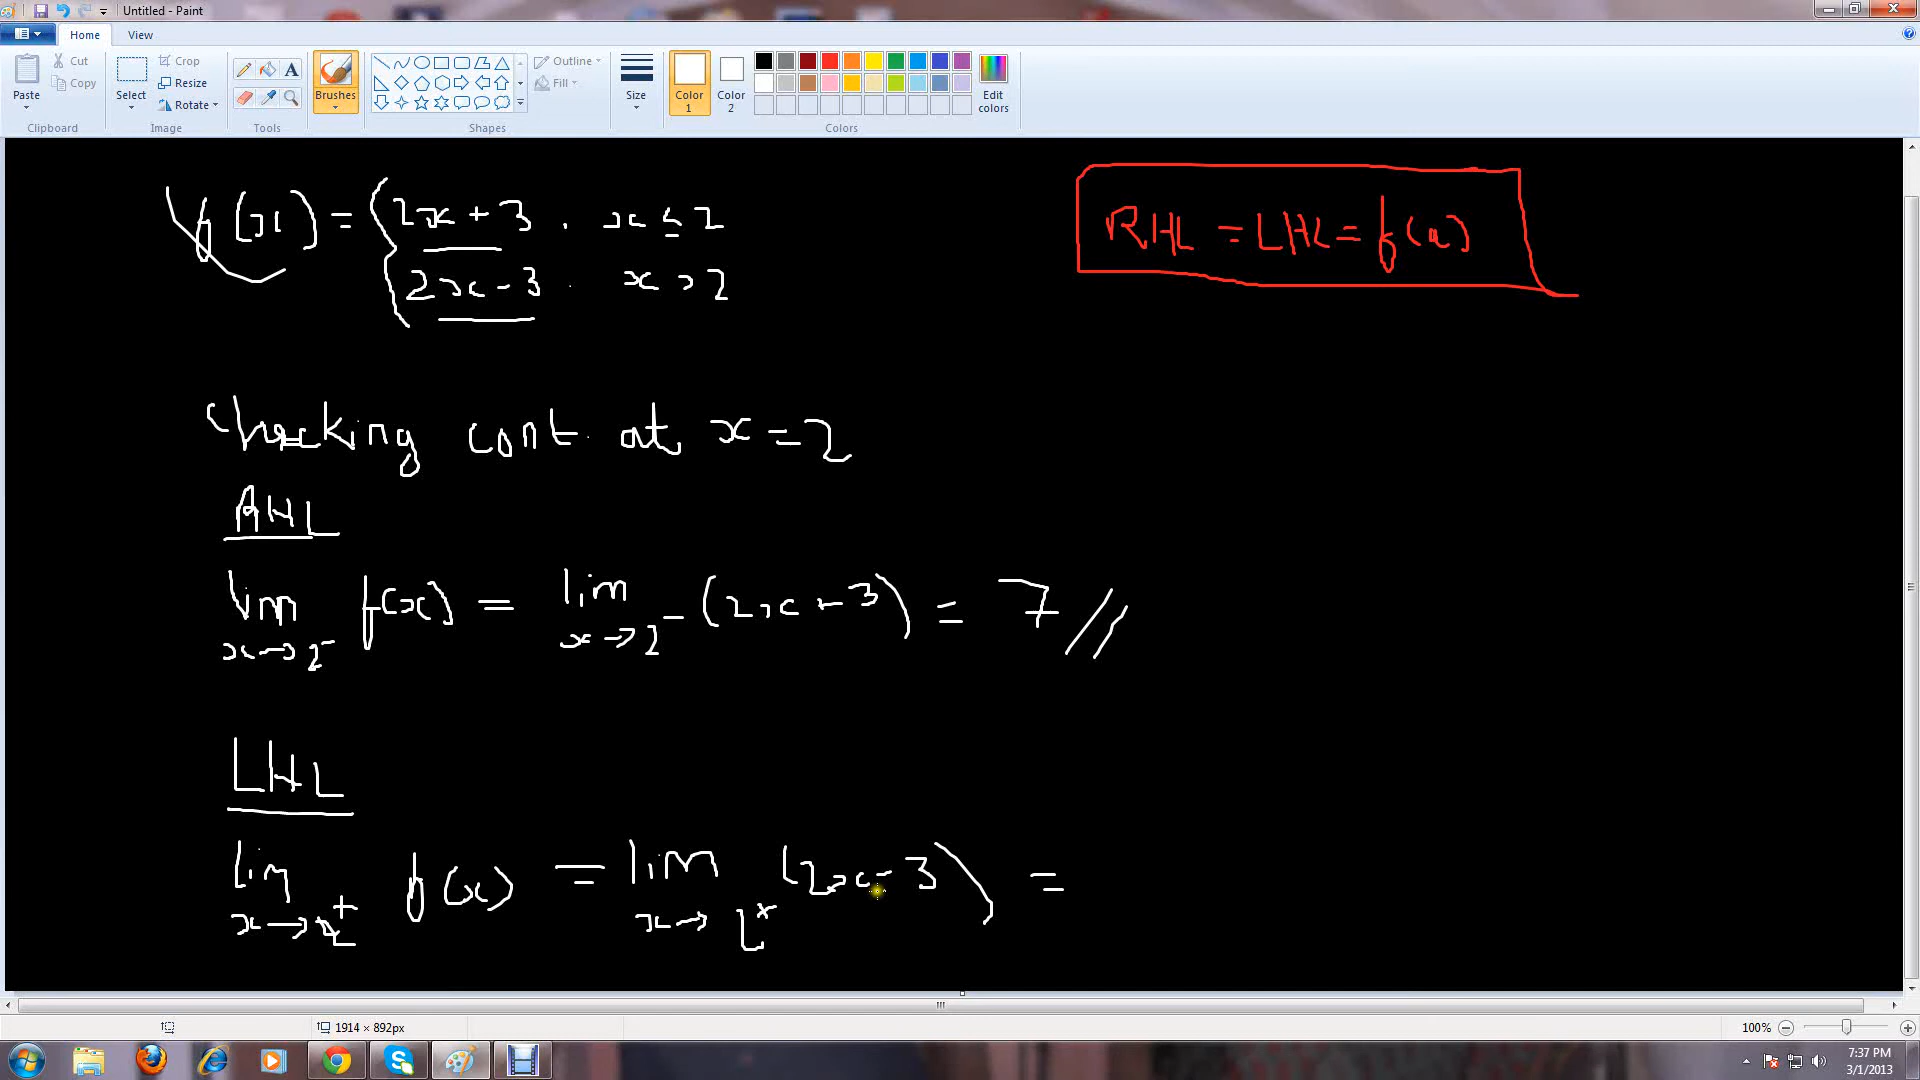 Untitled - Paint
Home View
Cut
Copy
Paste
Clipboard
Crop
Resize
Rotate
Select
Image
Tools
Brushes
Outline
Fill
Shapes
Size
Color 1
Color 2
Edit colors
Colors
f(x) = { 2x + 3 . x ≤ 2
2x - 3 . x > 2
RHL = LHL = f(a)
Checking cont. at x = 2
RHL
lim x→2⁻ f(x) = lim x→2⁻ (2x + 3) = 7 //
LHL
lim x→2⁺ f(x) = lim x→2⁺ (2x - 3) =
1914 × 892px
100%
7:37 PM
3/1/2013